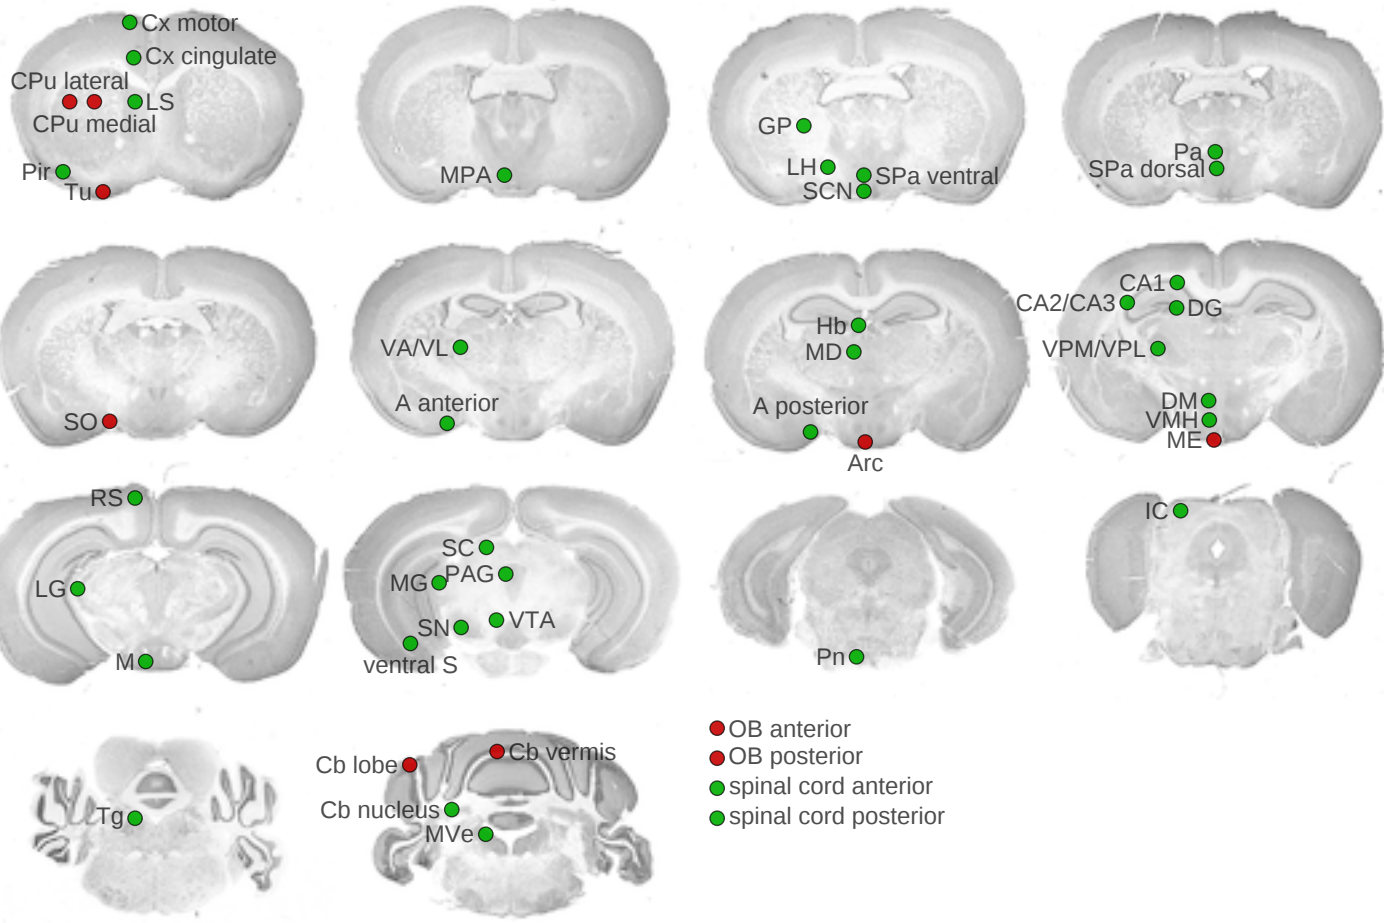 Cx motor
Cx cingulate
CPu lateral
LS
CPu medial
Pir
Tu
MPA
GP
LH
SPa ventral
SCN
Pa
SPa dorsal
SO
VA/VL
A anterior
Hb
MD
A posterior
Arc
CA1
CA2/CA3
DG
VPM/VPL
DM
VMH
ME
RS
LG
M
SC
MG
PAG
SN
VTA
ventral S
Pn
IC
Tg
Cb lobe
Cb vermis
Cb nucleus
MVe
OB anterior
OB posterior
spinal cord anterior
spinal cord posterior